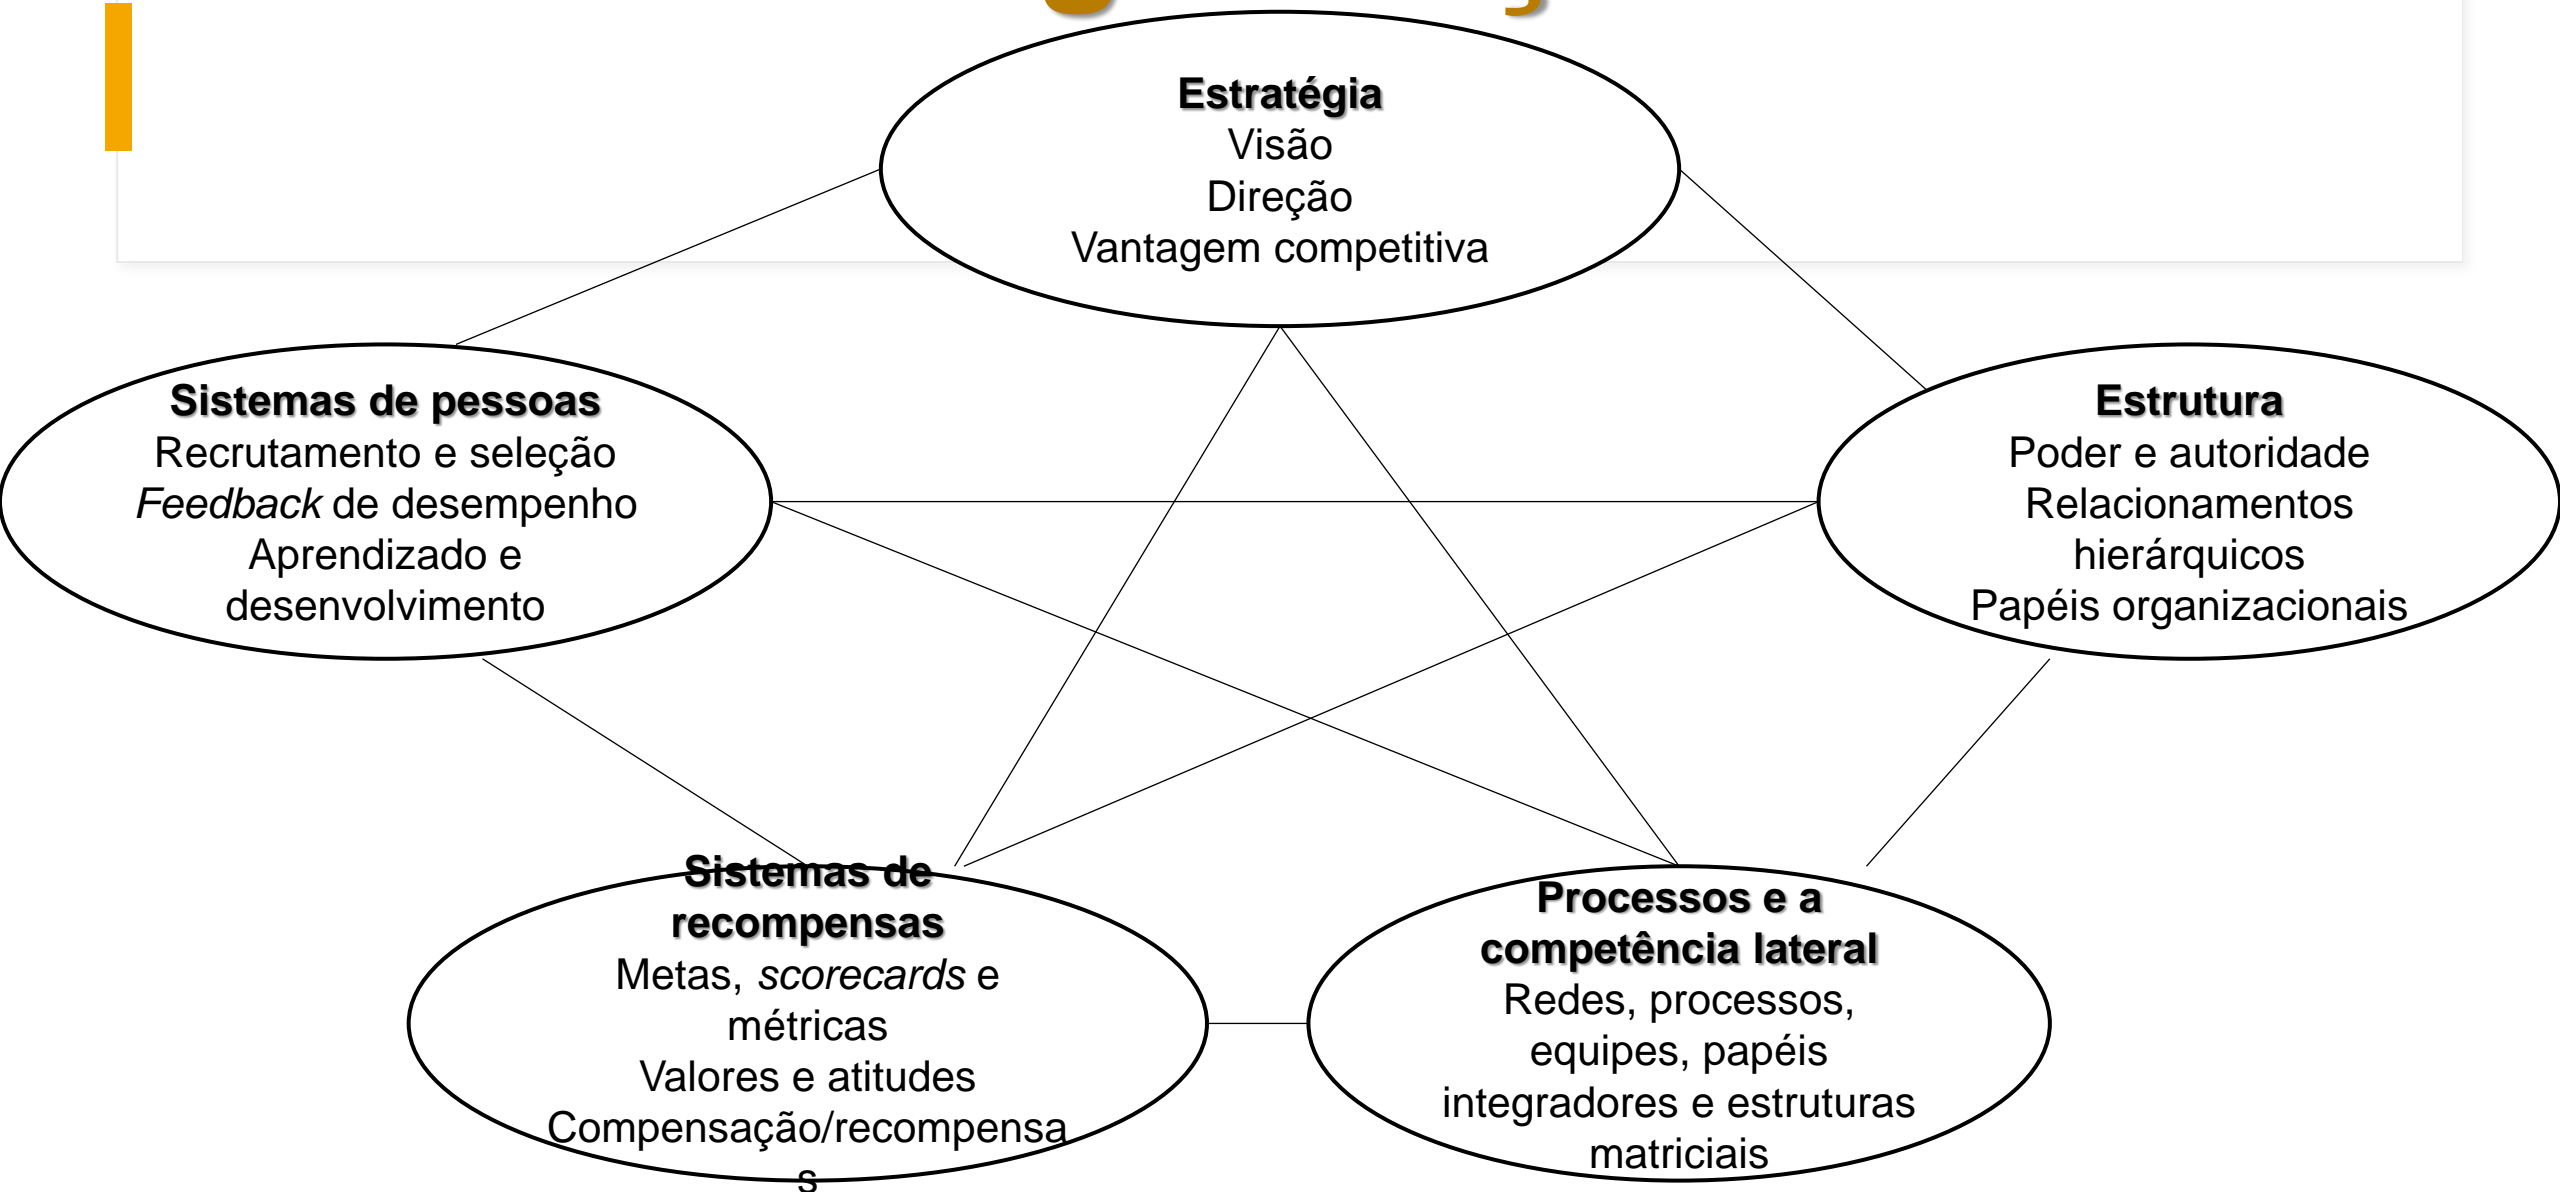 Estratégia
Visão
Direção
Vantagem competitiva
Sistemas de pessoas
Recrutamento e seleção
Feedback de desempenho
Aprendizado e
desenvolvimento
Estrutura
Poder e autoridade
Relacionamentos
hierárquicos
Papéis organizacionais
Sistemas de
recompensas
Metas, scorecards e
métricas
Valores e atitudes
Compensação/recompensa
s
Processos e a
competência lateral
Redes, processos,
equipes, papéis
integradores e estruturas
matriciais